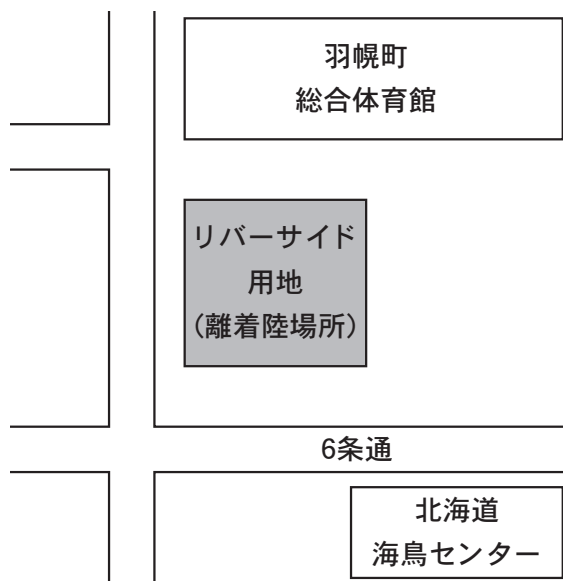 羽幌町
総合体育館
リバーサイド
用地
（離着陸場所）
6条通
北海道
海鳥センター